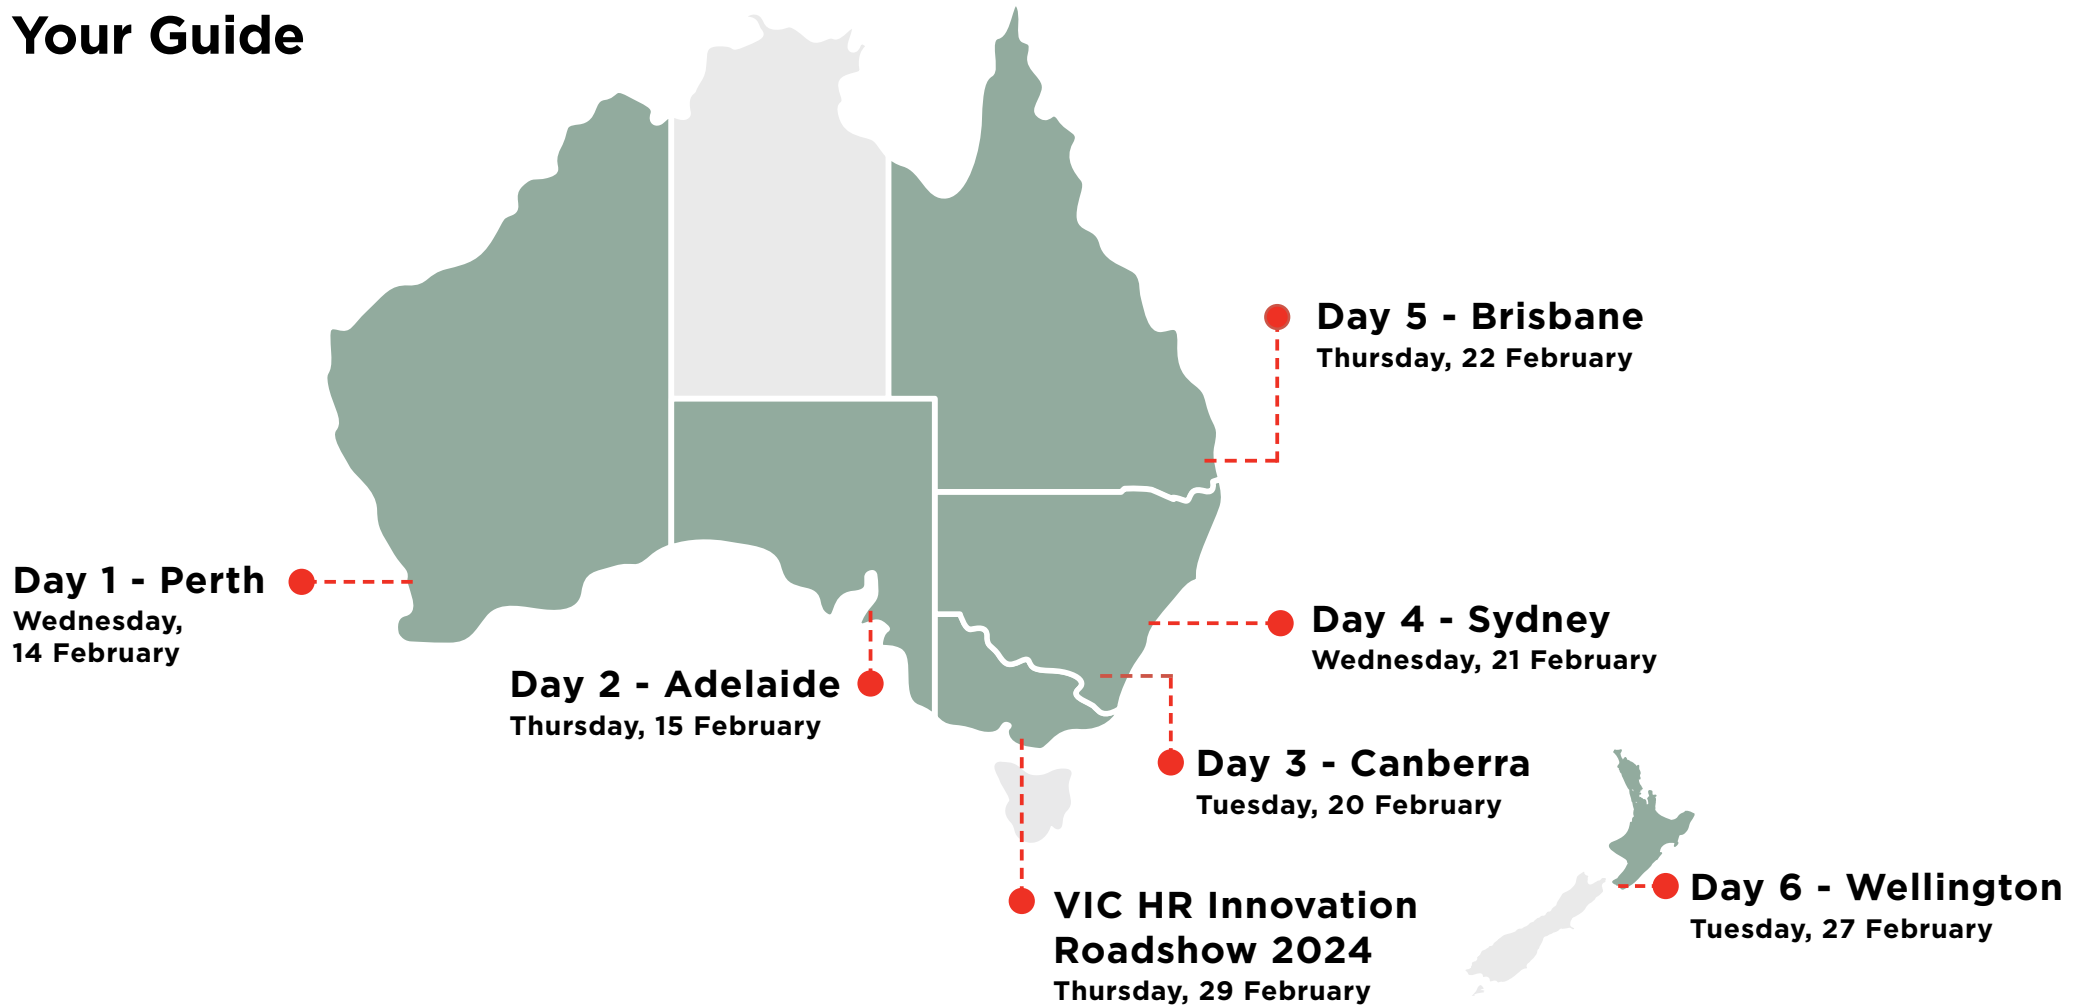 Your Guide
Day 5 - Brisbane
Thursday, 22 February
Day 1 - Perth
Wednesday,
14 February
Day 4 - Sydney
Wednesday, 21 February
Day 2 - Adelaide
Thursday, 15 February
Day 3 - Canberra
Tuesday, 20 February
Day 6 - Wellington
Tuesday, 27 February
VIC HR Innovation
Roadshow 2024
Thursday, 29 February